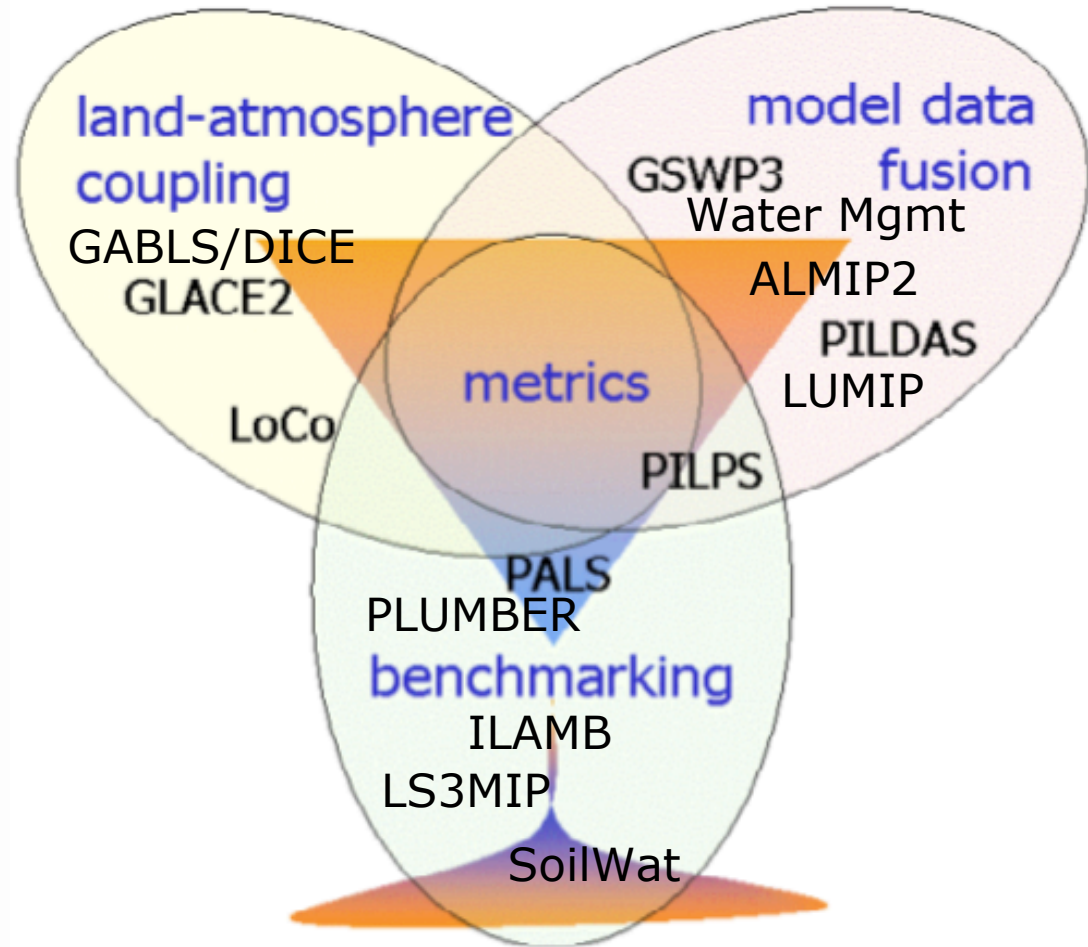 land-atmosphere
coupling
GABLS/DICE
GLACE2
LoCo
model data
fusion
GSWP3
Water Mgmt
ALMIP2
PILDAS
LUMIP
metrics
PILPS
PALS
PLUMBER
benchmarking
ILAMB
LS3MIP
SoilWat